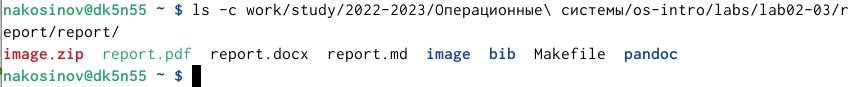 nakosinov@dk5n55 ~ $ ls -c work/study/2022-2023/Операционные\ системы/os-intro/labs/lab02-03/r
eport/report/
image.zip  report.pdf  report.docx  report.md  image  bib  Makefile  pandoc
nakosinov@dk5n55 ~ $